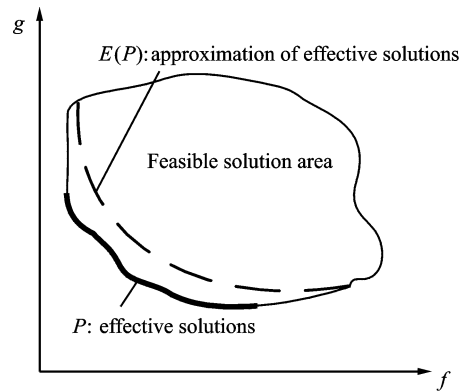 g
E(P): approximation of effective solutions
Feasible solution area
P: effective solutions
f